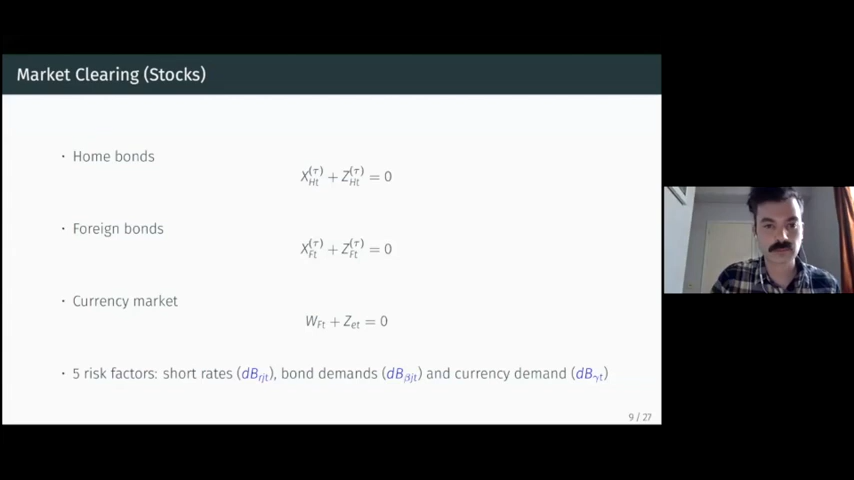 Market Clearing (Stocks)
• Home bonds
X_{Ht}^{(τ)} + Z_{Ht}^{(τ)} = 0
• Foreign bonds
X_{Ft}^{(τ)} + Z_{Ft}^{(τ)} = 0
• Currency market
W_{Ft} + Z_{et} = 0
• 5 risk factors: short rates (dB_{rjt}), bond demands (dB_{βjt}) and currency demand (dB_{γt})
9 / 27